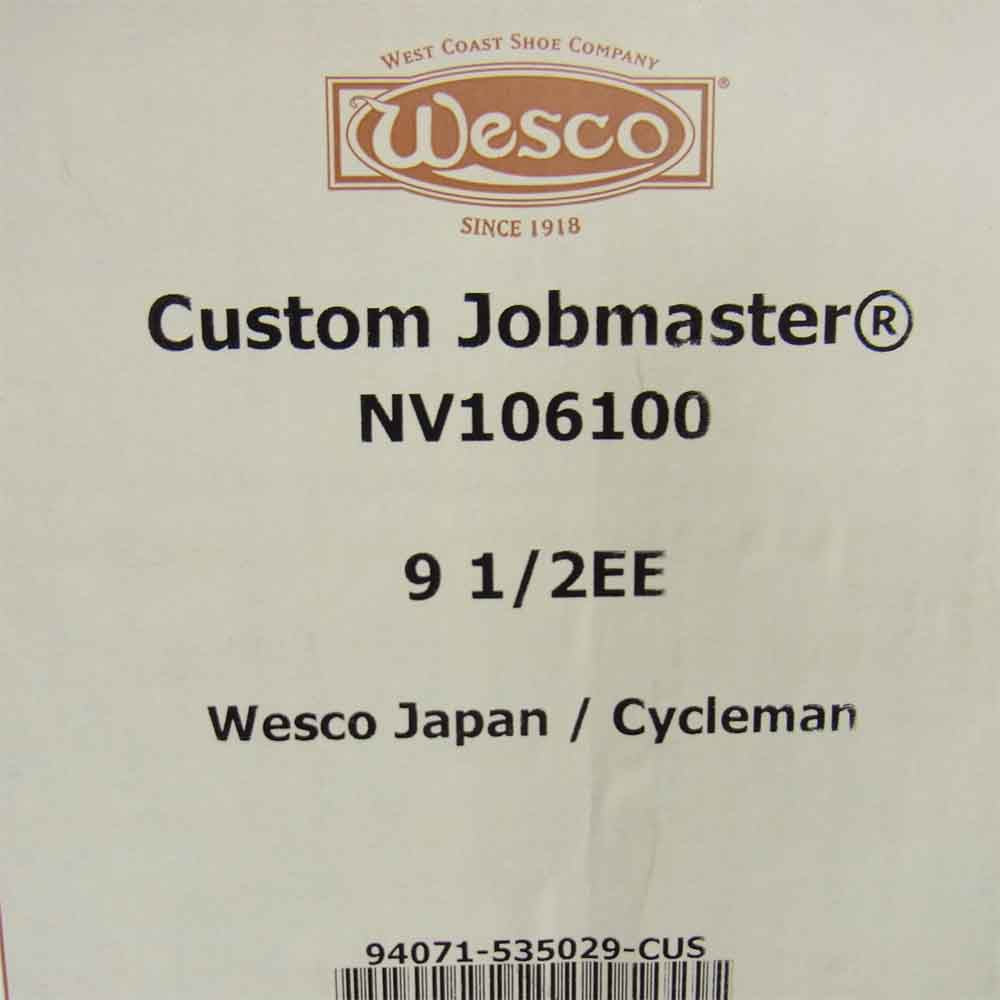 WEST COAST SHOE COMPANY
Wesco®
SINCE 1918
Custom Jobmaster®
NV106100
9 1/2EE
Wesco Japan / Cycleman
94071-535029-CUS